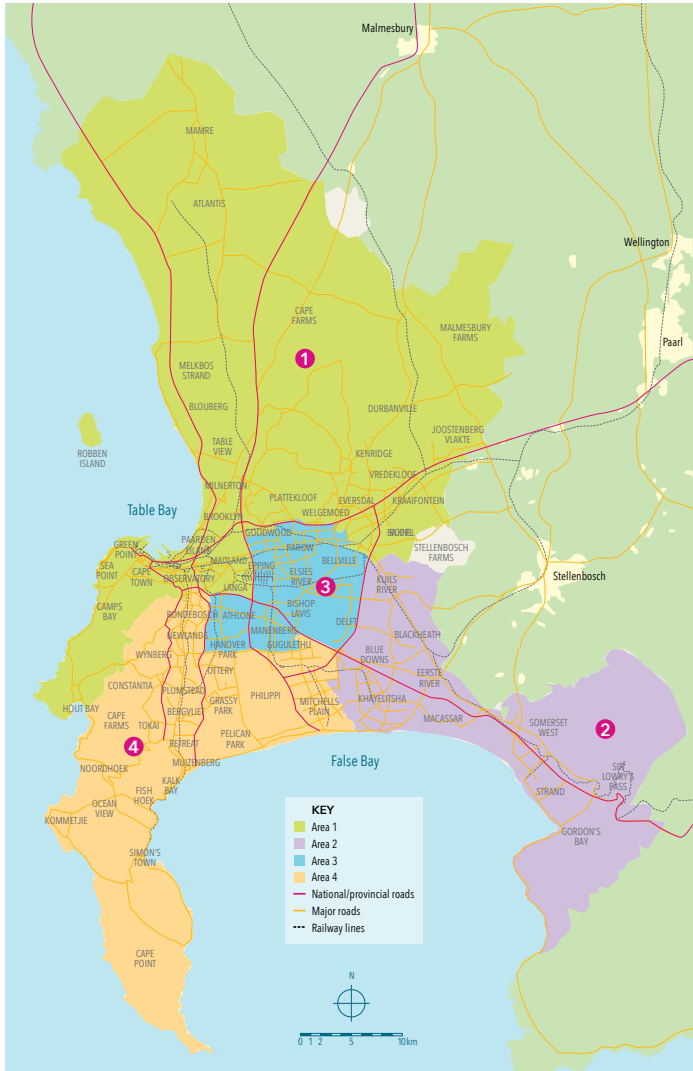 Malmesbury
MAMRE
ATLANTIS
Wellington
CAPE
FARMS
MALMESBURY
FARMS
Paarl
1
MELKBOS
STRAND
BLOUBERG
DURBANVILLE
JOOSTENBERG
VLAKTE
ROBBEN
ISLAND
TABLE
VIEW
KENRIDGE
VREDEKLOOF
MILNERTON
PLATTEKLOOF
EVERSDAL
KRAAIFONTEIN
Table Bay
BROOKLYN
WELGEMOED
GOODWOOD
STELLENBOSCH
FARMS
GREEN
POINT
PAARDEN
EILAND
PAROW
MAITLAND
EPPING
BELLVILLE
SEA
POINT
CAPE
TOWN
OBSERVATORY
LANGA
ELSIES
RIVER
3
KUILS
RIVER
Stellenbosch
CAMPS
BAY
RONDEBOSCH
ATHLONE
BISHOP
LAVIS
DELFT
NEWLANDS
MANENBERG
BLACKHEATH
WYNBERG
HANOVER
PARK
GUGULETHU
BLUE
DOWNS
OTTERY
EERSTE
RIVER
CONSTANTIA
PLUMSTEAD
PHILIPPI
MITCHELLS
PLAIN
KHAYELITSHA
HOUT BAY
GRASSY
PARK
CAPE
FARMS
BERGVLIET
MACASSAR
TOKAI
SOMERSET
WEST
2
4
RETREAT
PELICAN
PARK
MUIZENBERG
False Bay
NOORDHOEK
KALK
BAY
SIR
LOWRY'S
PASS
FISH
HOEK
STRAND
OCEAN
VIEW
KOMMETJIE
GORDON'S
BAY
SIMON'S
TOWN
CAPE
POINT
KEY
Area 1
Area 2
Area 3
Area 4
National/provincial roads
Major roads
Railway lines
N
0 1 2 5 10km